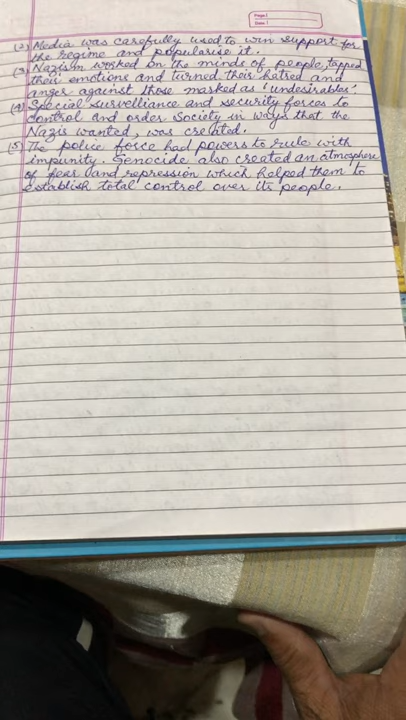 Page:
Date:
(2) Media was carefully used to win support for
the regime and popularise it.
(3) Nazism worked on the minds of people, tapped
their emotions and turned their hatred and
anger against those marked as 'undesirables'.
(4) Special survelliance and security forces to
control and order Society in ways that the
Nazis wanted, was created.
(5) The police force had powers to rule with
impunity. Genocide also created an atmosphere
of fear and repression which helped them to
establish total control over its people.